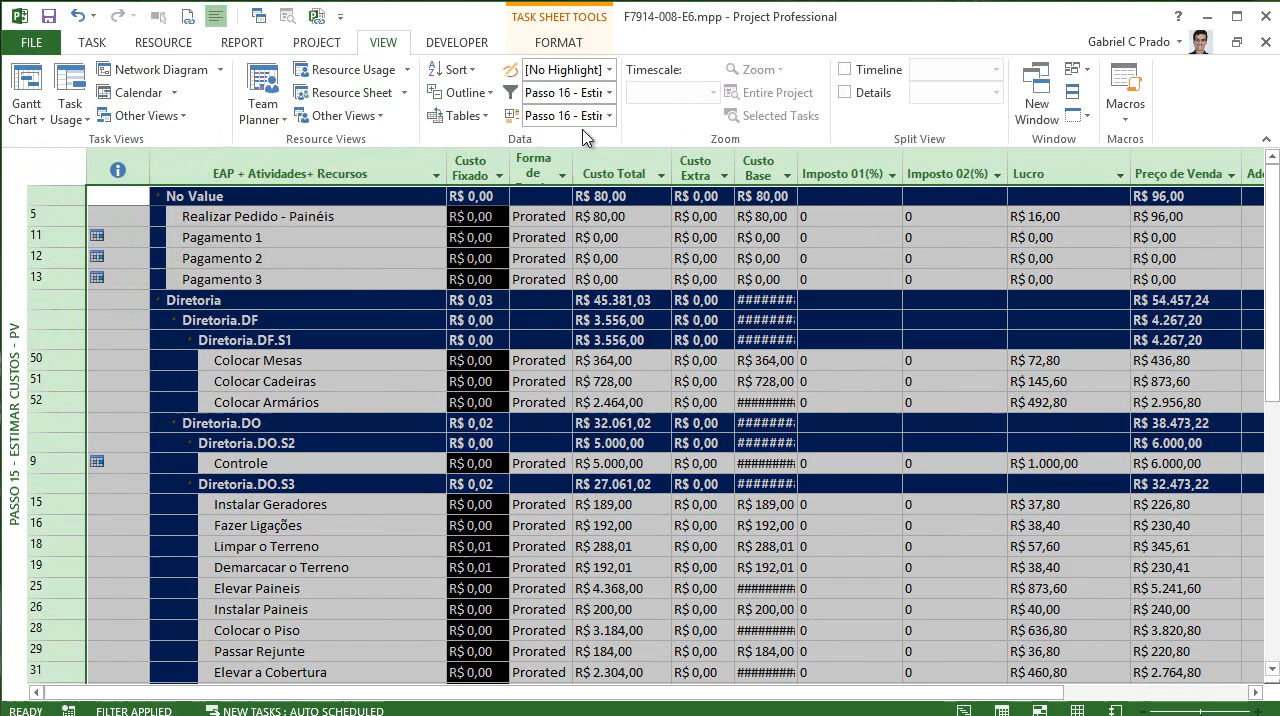 TASK SHEET TOOLS
F7914-008-E6.mpp - Project Professional
FILE TASK RESOURCE REPORT PROJECT VIEW DEVELOPER FORMAT
Gabriel C Prado
Gantt Chart
Task Usage
Network Diagram
Calendar
Other Views
Task Views
Team Planner
Resource Usage
Resource Sheet
Other Views
Resource Views
Sort
Outline
Tables
[No Highlight]
Passo 16 - Estir
Passo 16 - Estir
Data
Timescale:
Zoom
Entire Project
Selected Tasks
Zoom
Timeline
Details
Split View
New Window
Window
Macros
Macros
EAP + Atividades+ Recursos Custo Fixado Forma de Custo Total Custo Extra Custo Base Imposto 01(%) Imposto 02(%) Lucro Preço de Venda
No Value R$ 0,00 R$ 80,00 R$ 0,00 R$ 80,00 R$ 96,00
5 Realizar Pedido - Painéis R$ 0,00 Prorated R$ 80,00 R$ 0,00 R$ 80,00 0 0 R$ 16,00 R$ 96,00
11 Pagamento 1 R$ 0,00 Prorated R$ 0,00 R$ 0,00 R$ 0,00 0 0 R$ 0,00 R$ 0,00
12 Pagamento 2 R$ 0,00 Prorated R$ 0,00 R$ 0,00 R$ 0,00 0 0 R$ 0,00 R$ 0,00
13 Pagamento 3 R$ 0,00 Prorated R$ 0,00 R$ 0,00 R$ 0,00 0 0 R$ 0,00 R$ 0,00
Diretoria R$ 0,03 R$ 45.381,03 R$ 0,00 ####### R$ 54.457,24
Diretoria.DF R$ 0,00 R$ 3.556,00 R$ 0,00 ####### R$ 4.267,20
Diretoria.DF.S1 R$ 0,00 R$ 3.556,00 R$ 0,00 ####### R$ 4.267,20
50 Colocar Mesas R$ 0,00 Prorated R$ 364,00 R$ 0,00 R$ 364,00 0 0 R$ 72,80 R$ 436,80
51 Colocar Cadeiras R$ 0,00 Prorated R$ 728,00 R$ 0,00 R$ 728,00 0 0 R$ 145,60 R$ 873,60
52 Colocar Armários R$ 0,00 Prorated R$ 2.464,00 R$ 0,00 ######## 0 0 R$ 492,80 R$ 2.956,80
Diretoria.DO R$ 0,02 R$ 32.061,02 R$ 0,00 ####### R$ 38.473,22
Diretoria.DO.S2 R$ 0,00 R$ 5.000,00 R$ 0,00 ####### R$ 6.000,00
9 Controle R$ 0,00 Prorated R$ 5.000,00 R$ 0,00 ######## 0 0 R$ 1.000,00 R$ 6.000,00
Diretoria.DO.S3 R$ 0,02 R$ 27.061,02 R$ 0,00 ####### R$ 32.473,22
15 Instalar Geradores R$ 0,00 Prorated R$ 189,00 R$ 0,00 R$ 189,00 0 0 R$ 37,80 R$ 226,80
16 Fazer Ligações R$ 0,00 Prorated R$ 192,00 R$ 0,00 R$ 192,00 0 0 R$ 38,40 R$ 230,40
18 Limpar o Terreno R$ 0,01 Prorated R$ 288,01 R$ 0,00 R$ 288,01 0 0 R$ 57,60 R$ 345,61
19 Demarcacar o Terreno R$ 0,01 Prorated R$ 192,01 R$ 0,00 R$ 192,01 0 0 R$ 38,40 R$ 230,41
25 Elevar Paineis R$ 0,00 Prorated R$ 4.368,00 R$ 0,00 ######## 0 0 R$ 873,60 R$ 5.241,60
26 Instalar Paineis R$ 0,00 Prorated R$ 200,00 R$ 0,00 R$ 200,00 0 0 R$ 40,00 R$ 240,00
28 Colocar o Piso R$ 0,00 Prorated R$ 3.184,00 R$ 0,00 ######## 0 0 R$ 636,80 R$ 3.820,80
29 Passar Rejunte R$ 0,00 Prorated R$ 184,00 R$ 0,00 R$ 184,00 0 0 R$ 36,80 R$ 220,80
31 Elevar a Cobertura R$ 0,00 Prorated R$ 2.304,00 R$ 0,00 ######## 0 0 R$ 460,80 R$ 2.764,80
PASSO 15 - ESTIMAR CUSTOS - PV
READY FILTER APPLIED NEW TASKS : AUTO SCHEDULED